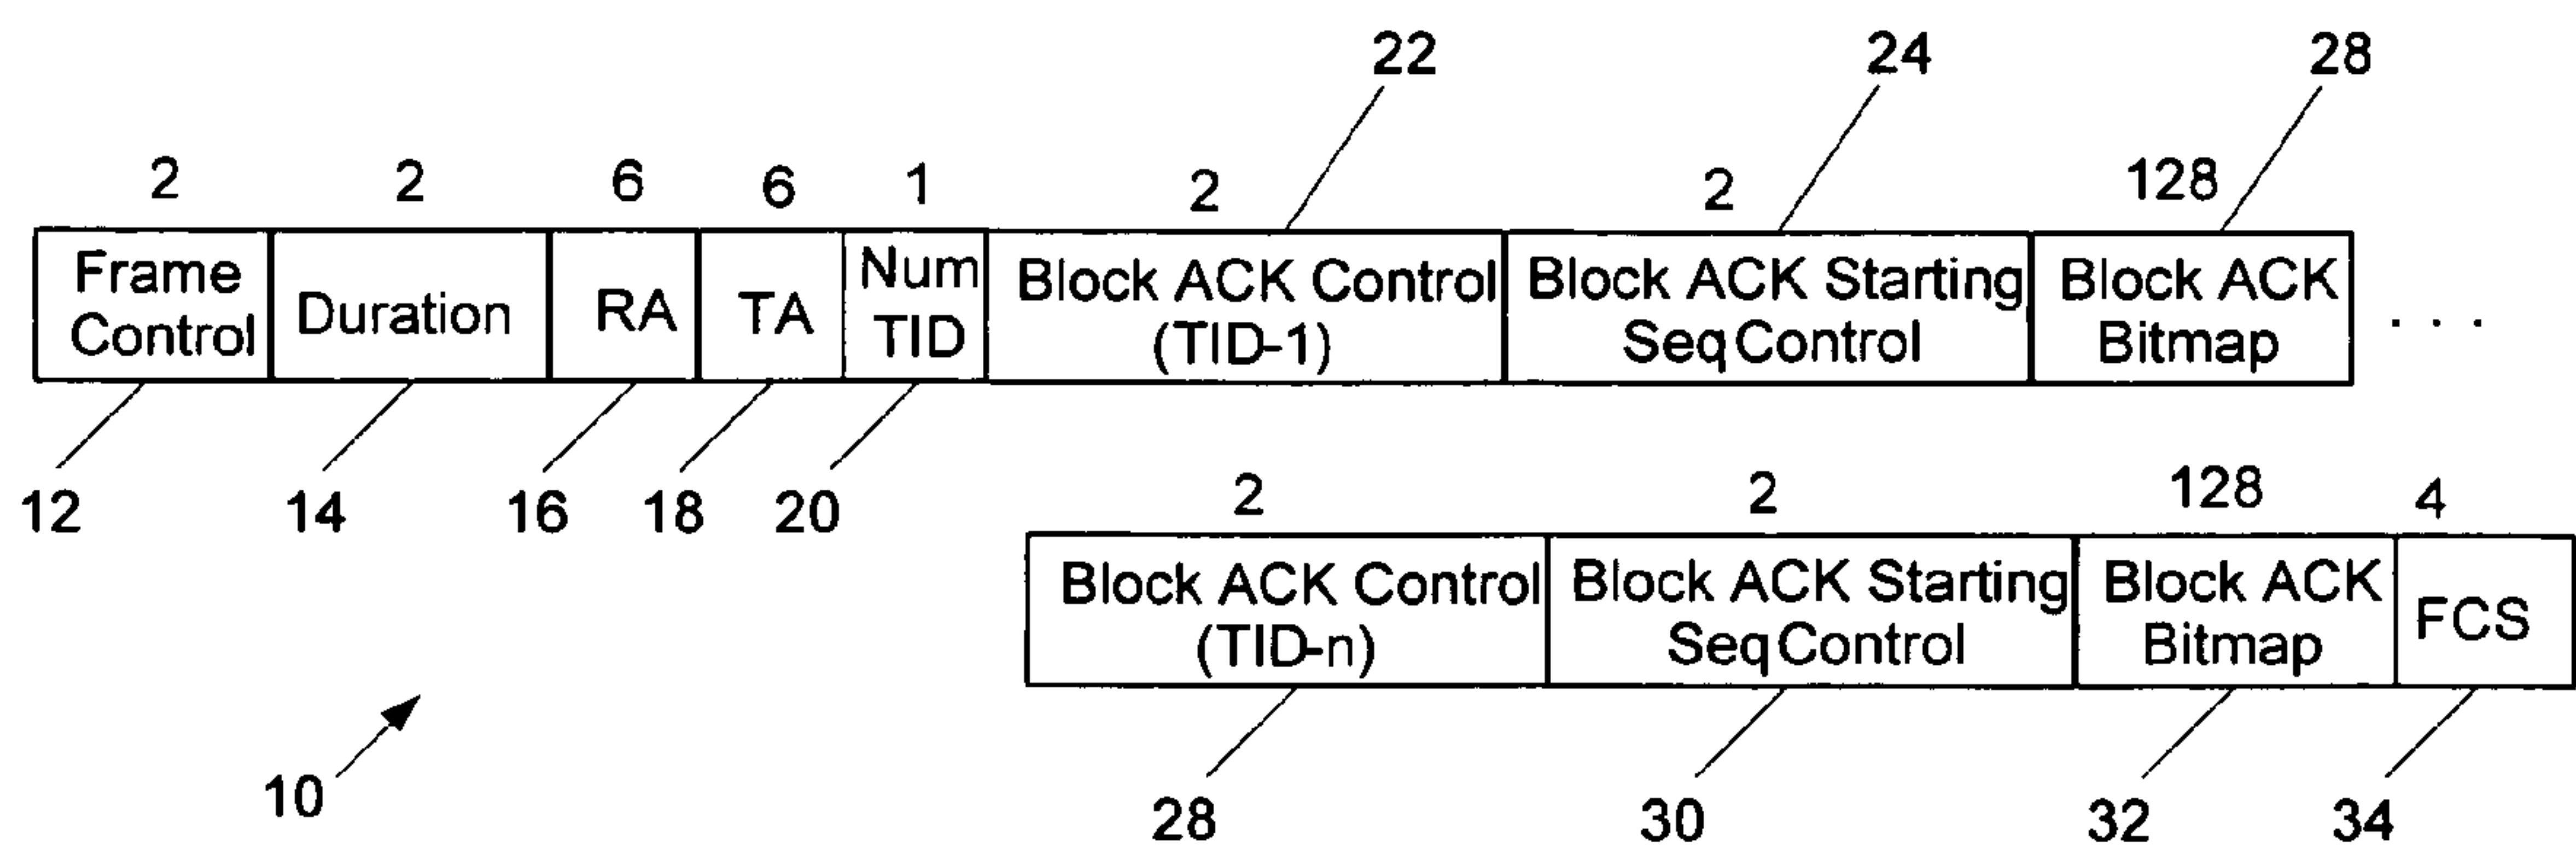 22 24 28
2 2 6 6 1 2 2 128
Frame Control Duration RA TA Num TID Block ACK Control (TID-1) Block ACK Starting Seq Control Block ACK Bitmap . . .
12 14 16 18 20
2 2 128 4
Block ACK Control (TID-n) Block ACK Starting Seq Control Block ACK Bitmap FCS
10
28 30 32 34